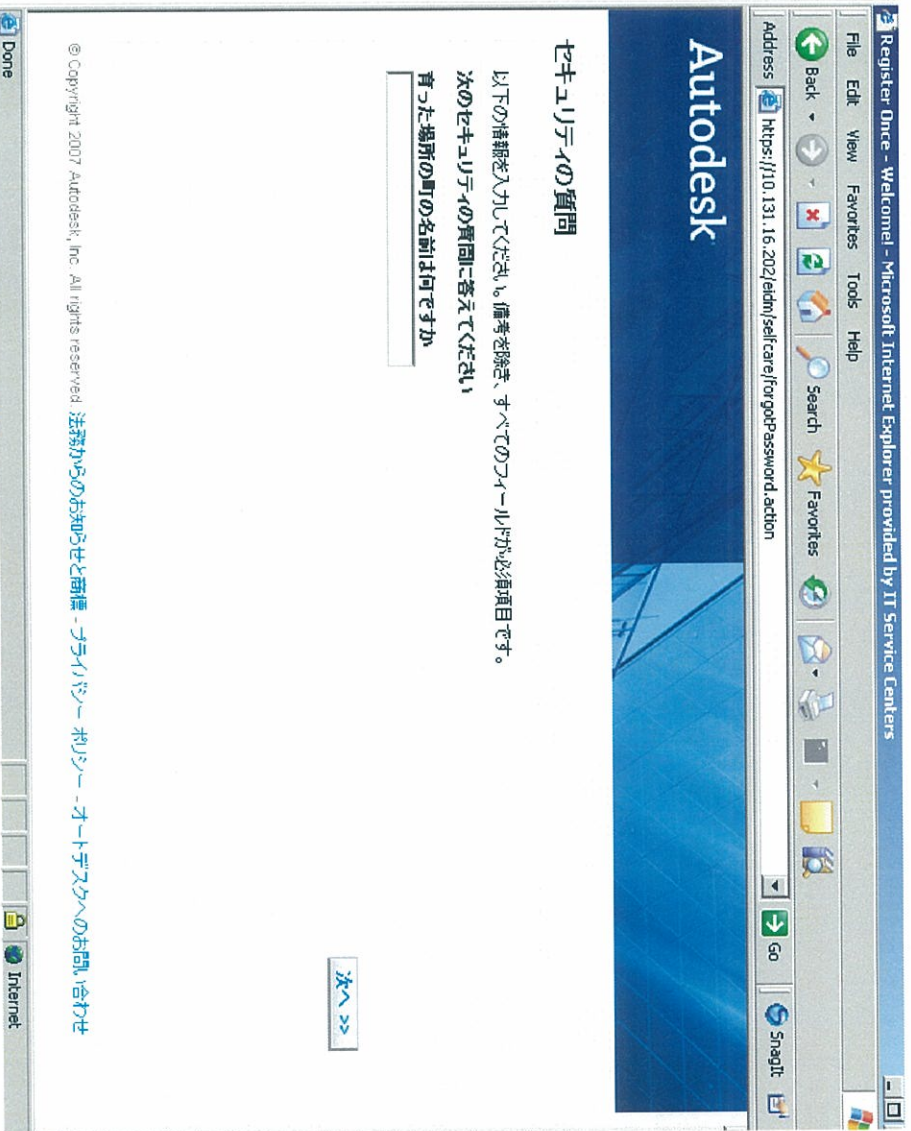 Register Once - Welcome! - Microsoft Internet Explorer provided by IT Service Centers
File Edit View Favorites Tools Help
Back Search Favorites
Address https://10.131.16.202/eidm/selfcare/forgotPassword.action Go SnagIt
Autodesk
セキュリティの質問
以下の情報を入力してください。備考を除き、すべてのフィールドが必須項目です。
次のセキュリティの質問に答えてください
育った場所の町の名前は何ですか
次へ >>
© Copyright 2007 Autodesk, Inc. All rights reserved. 法務からのお知らせと商標 - プライバシー ポリシー - オートデスクへのお問い合わせ
Done Internet